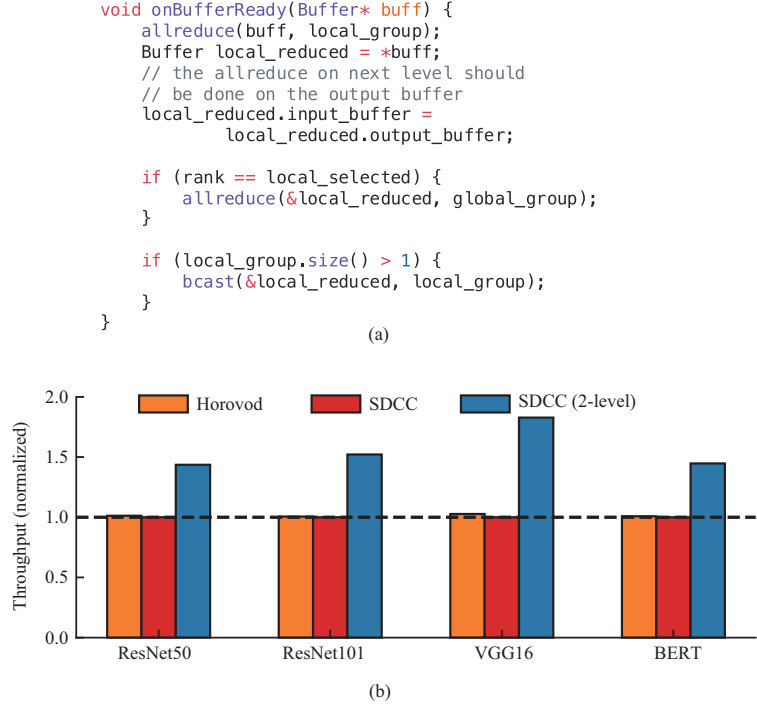 void onBufferReady(Buffer* buff) {
    allreduce(buff, local_group);
    Buffer local_reduced = *buff;
    // the allreduce on next level should
    // be done on the output buffer
    local_reduced.input_buffer =
            local_reduced.output_buffer;
    if (rank == local_selected) {
        allreduce(&local_reduced, global_group);
    }
    if (local_group.size() > 1) {
        bcast(&local_reduced, local_group);
    }
}
(a)
Horovod SDCC SDCC (2-level)
Throughput (normalized)
2.0
1.5
1.0
0.5
0.0
ResNet50 ResNet101 VGG16 BERT
(b)